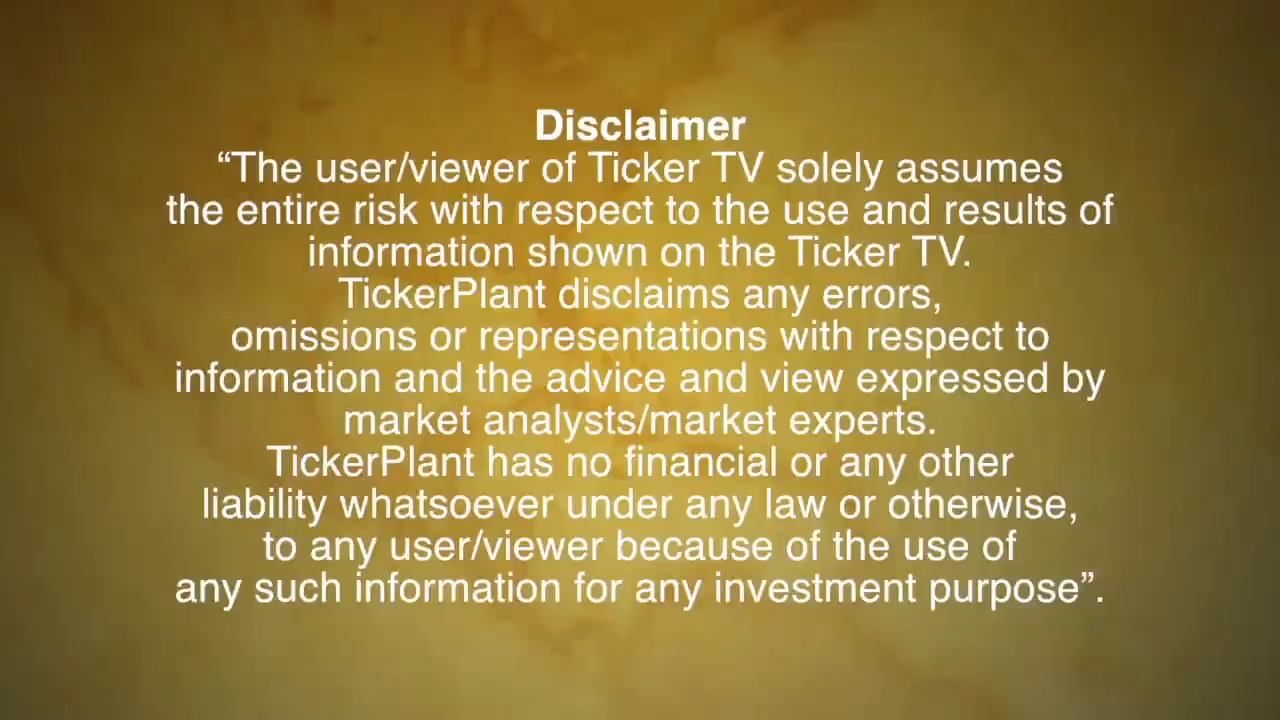 Disclaimer
“The user/viewer of Ticker TV solely assumes
the entire risk with respect to the use and results of
information shown on the Ticker TV.
TickerPlant disclaims any errors,
omissions or representations with respect to
information and the advice and view expressed by
market analysts/market experts.
TickerPlant has no financial or any other
liability whatsoever under any law or otherwise,
to any user/viewer because of the use of
any such information for any investment purpose”.